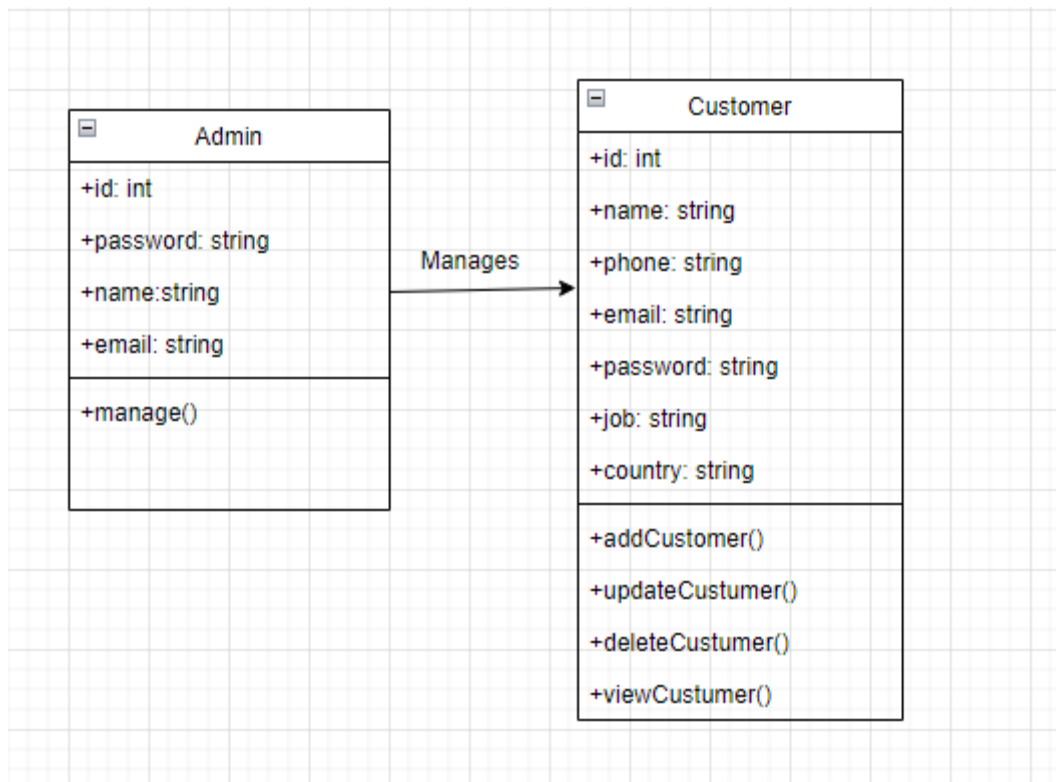 Admin
+id: int
+password: string
+name:string
+email: string
+manage()
Manages
Customer
+id: int
+name: string
+phone: string
+email: string
+password: string
+job: string
+country: string
+addCustomer()
+updateCustumer()
+deleteCustumer()
+viewCustumer()